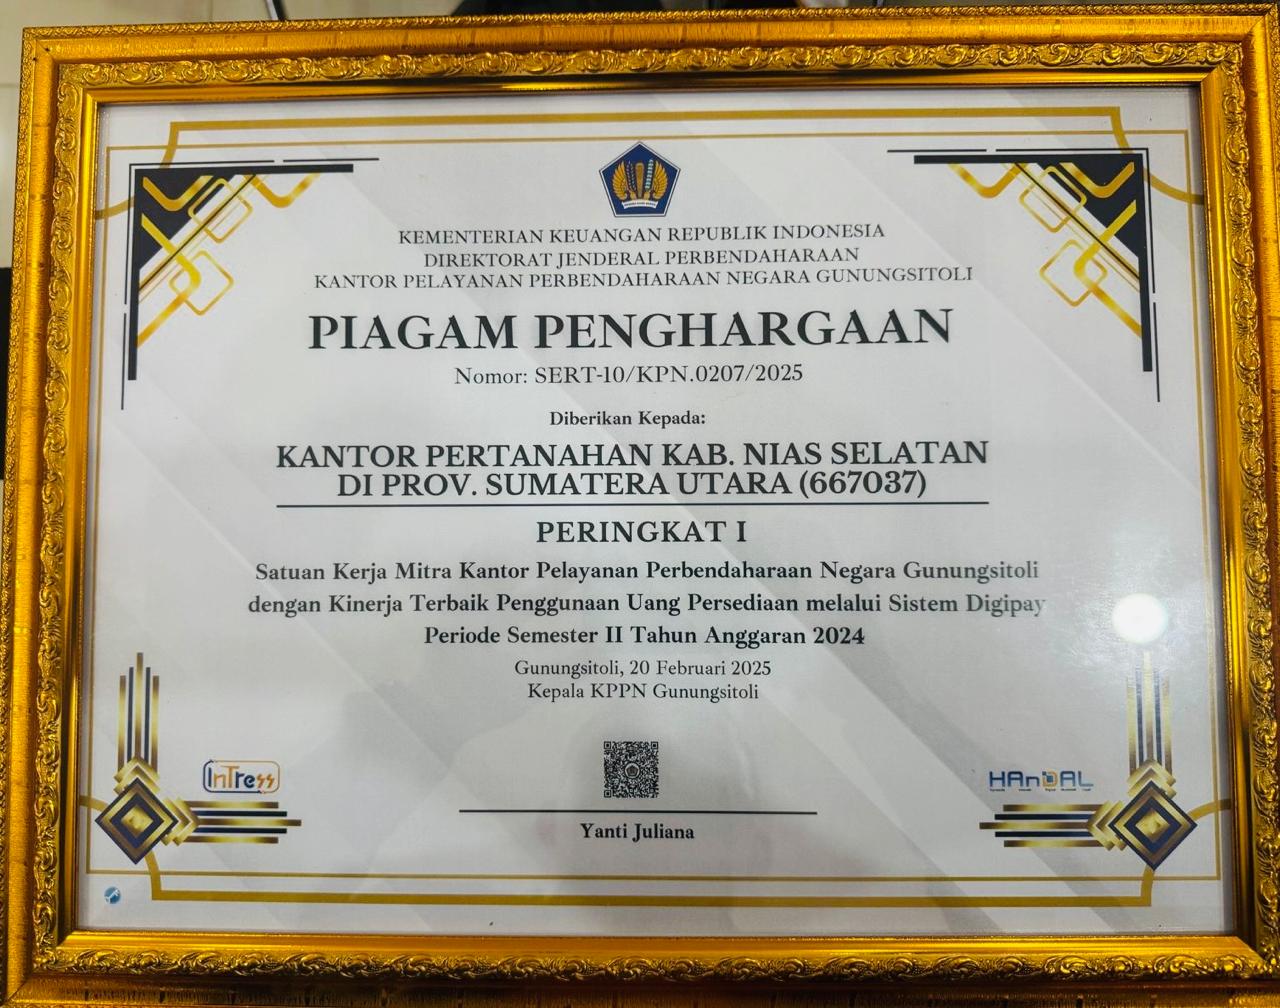 KEMENTERIAN KEUANGAN REPUBLIK INDONESIA
DIREKTORAT JENDERAL PERBENDAHARAAN
KANTOR PELAYANAN PERBENDAHARAAN NEGARA GUNUNGSITOLI
PIAGAM PENGHARGAAN
Nomor: SERT-10/KPN.0207/2025
Diberikan Kepada:
KANTOR PERTANAHAN KAB. NIAS SELATAN
DI PROV. SUMATERA UTARA (667037)
PERINGKAT I
Satuan Kerja Mitra Kantor Pelayanan Perbendaharaan Negara Gunungsitoli
dengan Kinerja Terbaik Penggunaan Uang Persediaan melalui Sistem Digipay
Periode Semester II Tahun Anggaran 2024
Gunungsitoli, 20 Februari 2025
Kepala KPPN Gunungsitoli
InTress
HAnDAL
Yanti Juliana